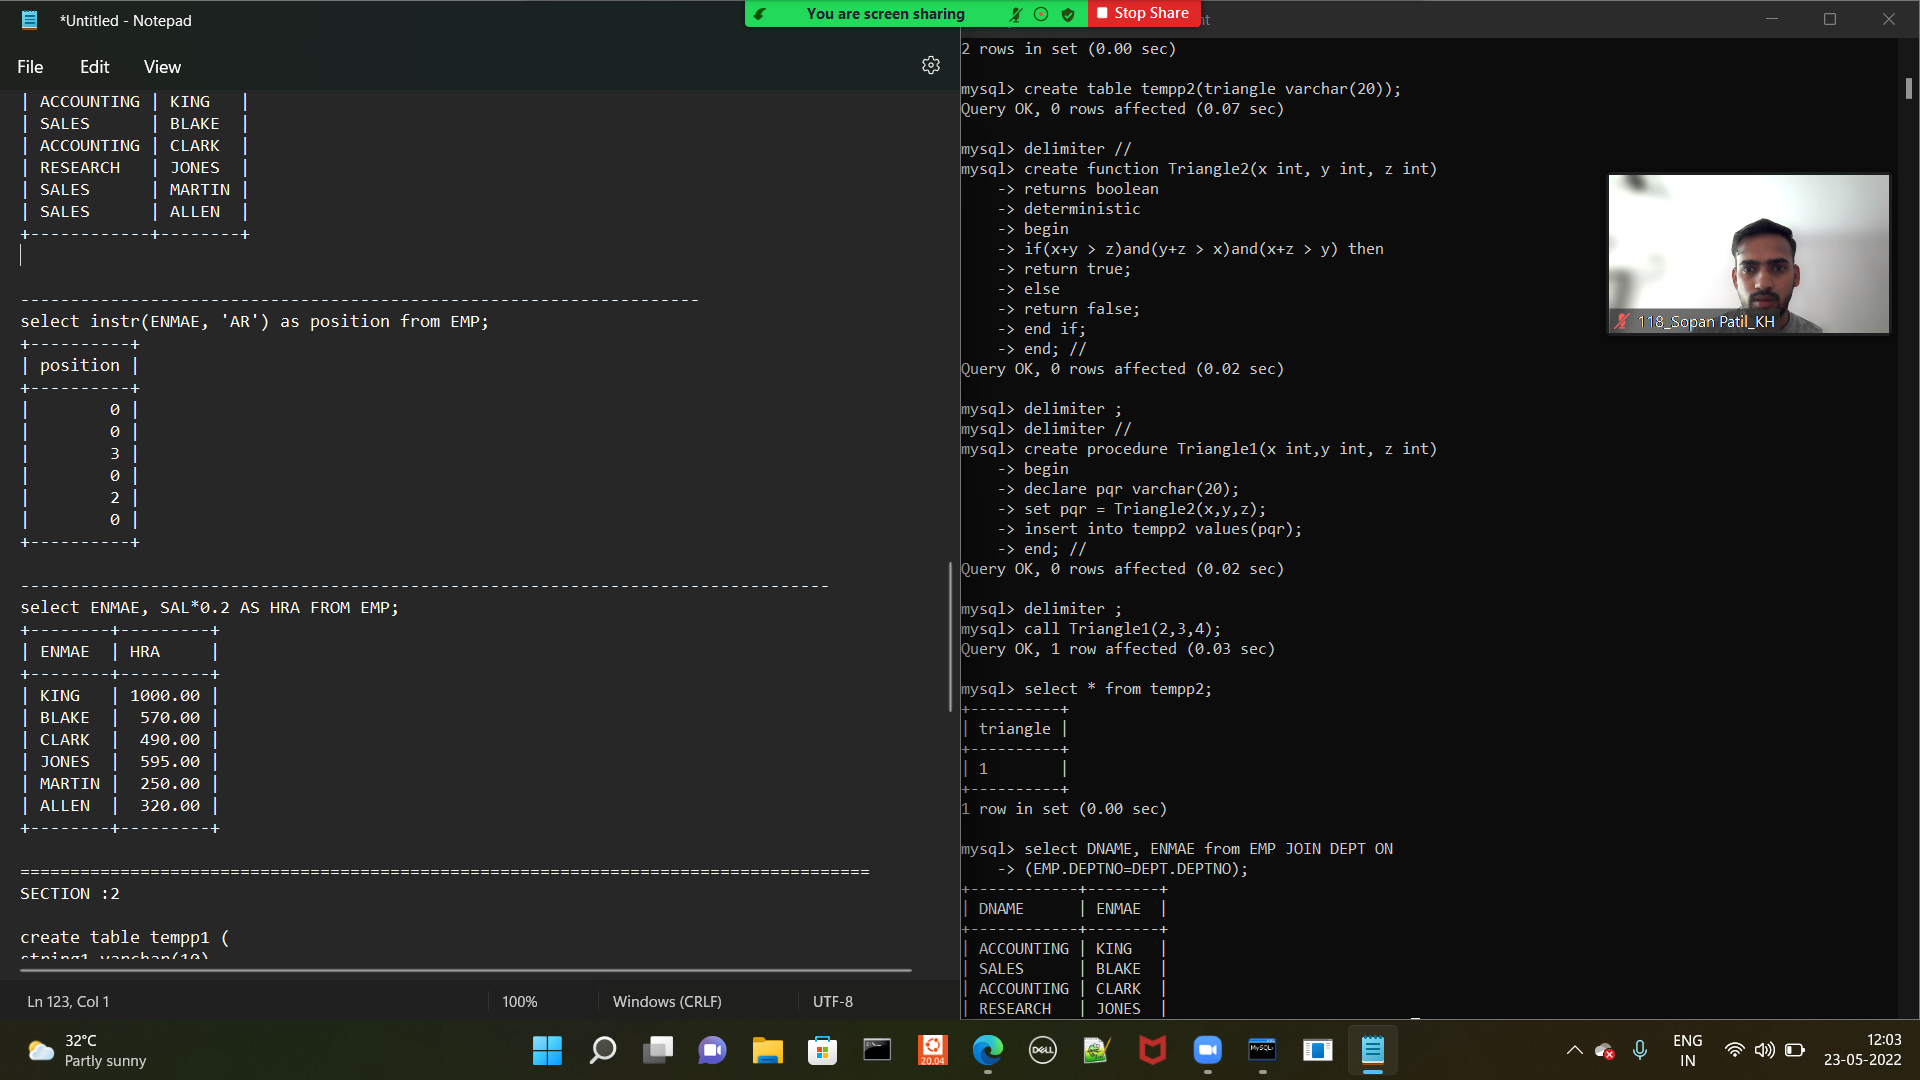 *Untitled - Notepad
File Edit View
| ACCOUNTING | KING   |
| SALES      | BLAKE  |
| ACCOUNTING | CLARK  |
| RESEARCH   | JONES  |
| SALES      | MARTIN |
| SALES      | ALLEN  |
+------------+--------+
--------------------------------------------------------------------
select instr(ENMAE, 'AR') as position from EMP;
+----------+
| position |
+----------+
|        0 |
|        0 |
|        3 |
|        0 |
|        2 |
|        0 |
+----------+
---------------------------------------------------------------------------------
select ENMAE, SAL*0.2 AS HRA FROM EMP;
+--------+---------+
| ENMAE  | HRA     |
+--------+---------+
| KING   | 1000.00 |
| BLAKE  |  570.00 |
| CLARK  |  490.00 |
| JONES  |  595.00 |
| MARTIN |  250.00 |
| ALLEN  |  320.00 |
+--------+---------+
=====================================================================================
SECTION :2
create table tempp1 (
string1 varchar(10)
Ln 123, Col 1 100% Windows (CRLF) UTF-8
You are screen sharing Stop Share
2 rows in set (0.00 sec)
mysql> create table tempp2(triangle varchar(20));
Query OK, 0 rows affected (0.07 sec)
mysql> delimiter //
mysql> create function Triangle2(x int, y int, z int)
    -> returns boolean
    -> deterministic
    -> begin
    -> if(x+y > z)and(y+z > x)and(x+z > y) then
    -> return true;
    -> else
    -> return false;
    -> end if;
    -> end; //
Query OK, 0 rows affected (0.02 sec)
mysql> delimiter ;
mysql> delimiter //
mysql> create procedure Triangle1(x int,y int, z int)
    -> begin
    -> declare pqr varchar(20);
    -> set pqr = Triangle2(x,y,z);
    -> insert into tempp2 values(pqr);
    -> end; //
Query OK, 0 rows affected (0.02 sec)
mysql> delimiter ;
mysql> call Triangle1(2,3,4);
Query OK, 1 row affected (0.03 sec)
mysql> select * from tempp2;
+----------+
| triangle |
+----------+
| 1        |
+----------+
1 row in set (0.00 sec)
mysql> select DNAME, ENMAE from EMP JOIN DEPT ON
    -> (EMP.DEPTNO=DEPT.DEPTNO);
+------------+--------+
| DNAME      | ENMAE  |
+------------+--------+
| ACCOUNTING | KING   |
| SALES      | BLAKE  |
| ACCOUNTING | CLARK  |
| RESEARCH   | JONES  |
118_Sopan Patil_KH
32°C
Partly sunny
20.04
DELL
MySQL
ENG
IN
12:03
23-05-2022